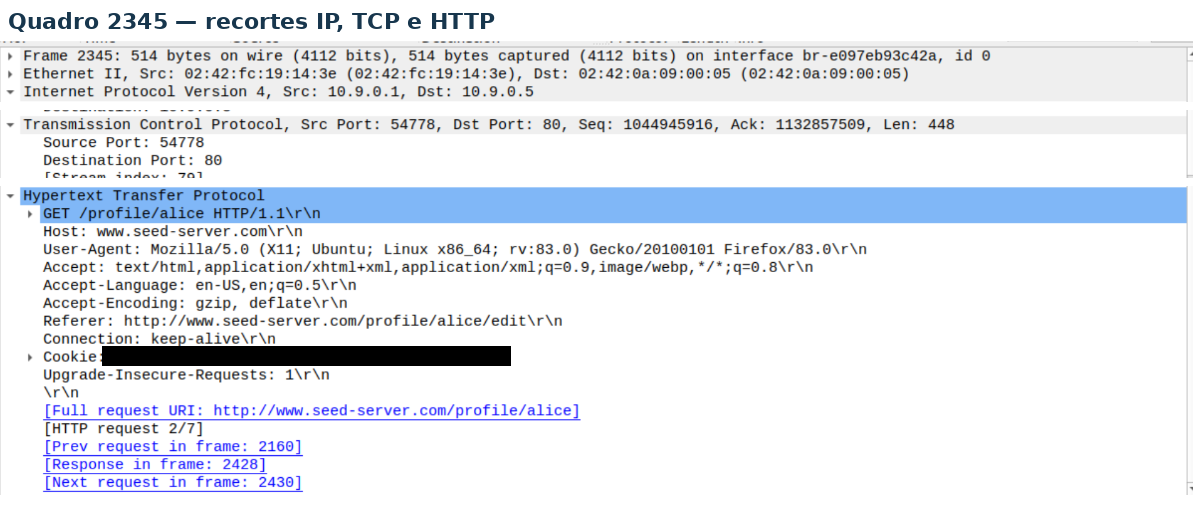 Quadro 2345 — recortes IP, TCP e HTTP
Frame 2345: 514 bytes on wire (4112 bits), 514 bytes captured (4112 bits) on interface br-e097eb93c42a, id 0
Ethernet II, Src: 02:42:fc:19:14:3e (02:42:fc:19:14:3e), Dst: 02:42:0a:09:00:05 (02:42:0a:09:00:05)
Internet Protocol Version 4, Src: 10.9.0.1, Dst: 10.9.0.5
Transmission Control Protocol, Src Port: 54778, Dst Port: 80, Seq: 1044945916, Ack: 1132857509, Len: 448
Source Port: 54778
Destination Port: 80
[Stream index: 79]
Hypertext Transfer Protocol
GET /profile/alice HTTP/1.1\r\n
Host: www.seed-server.com\r\n
User-Agent: Mozilla/5.0 (X11; Ubuntu; Linux x86_64; rv:83.0) Gecko/20100101 Firefox/83.0\r\n
Accept: text/html,application/xhtml+xml,application/xml;q=0.9,image/webp,*/*;q=0.8\r\n
Accept-Language: en-US,en;q=0.5\r\n
Accept-Encoding: gzip, deflate\r\n
Referer: http://www.seed-server.com/profile/alice/edit\r\n
Connection: keep-alive\r\n
Cookie:
Upgrade-Insecure-Requests: 1\r\n
\r\n
[Full request URI: http://www.seed-server.com/profile/alice]
[HTTP request 2/7]
[Prev request in frame: 2160]
[Response in frame: 2428]
[Next request in frame: 2430]